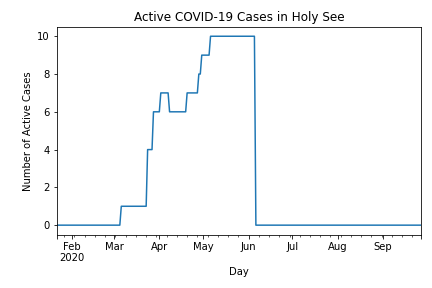 Active COVID-19 Cases in Holy See
Number of Active Cases
10
8
6
4
2
0
Feb Mar Apr May Jun Jul Aug Sep
2020
Day